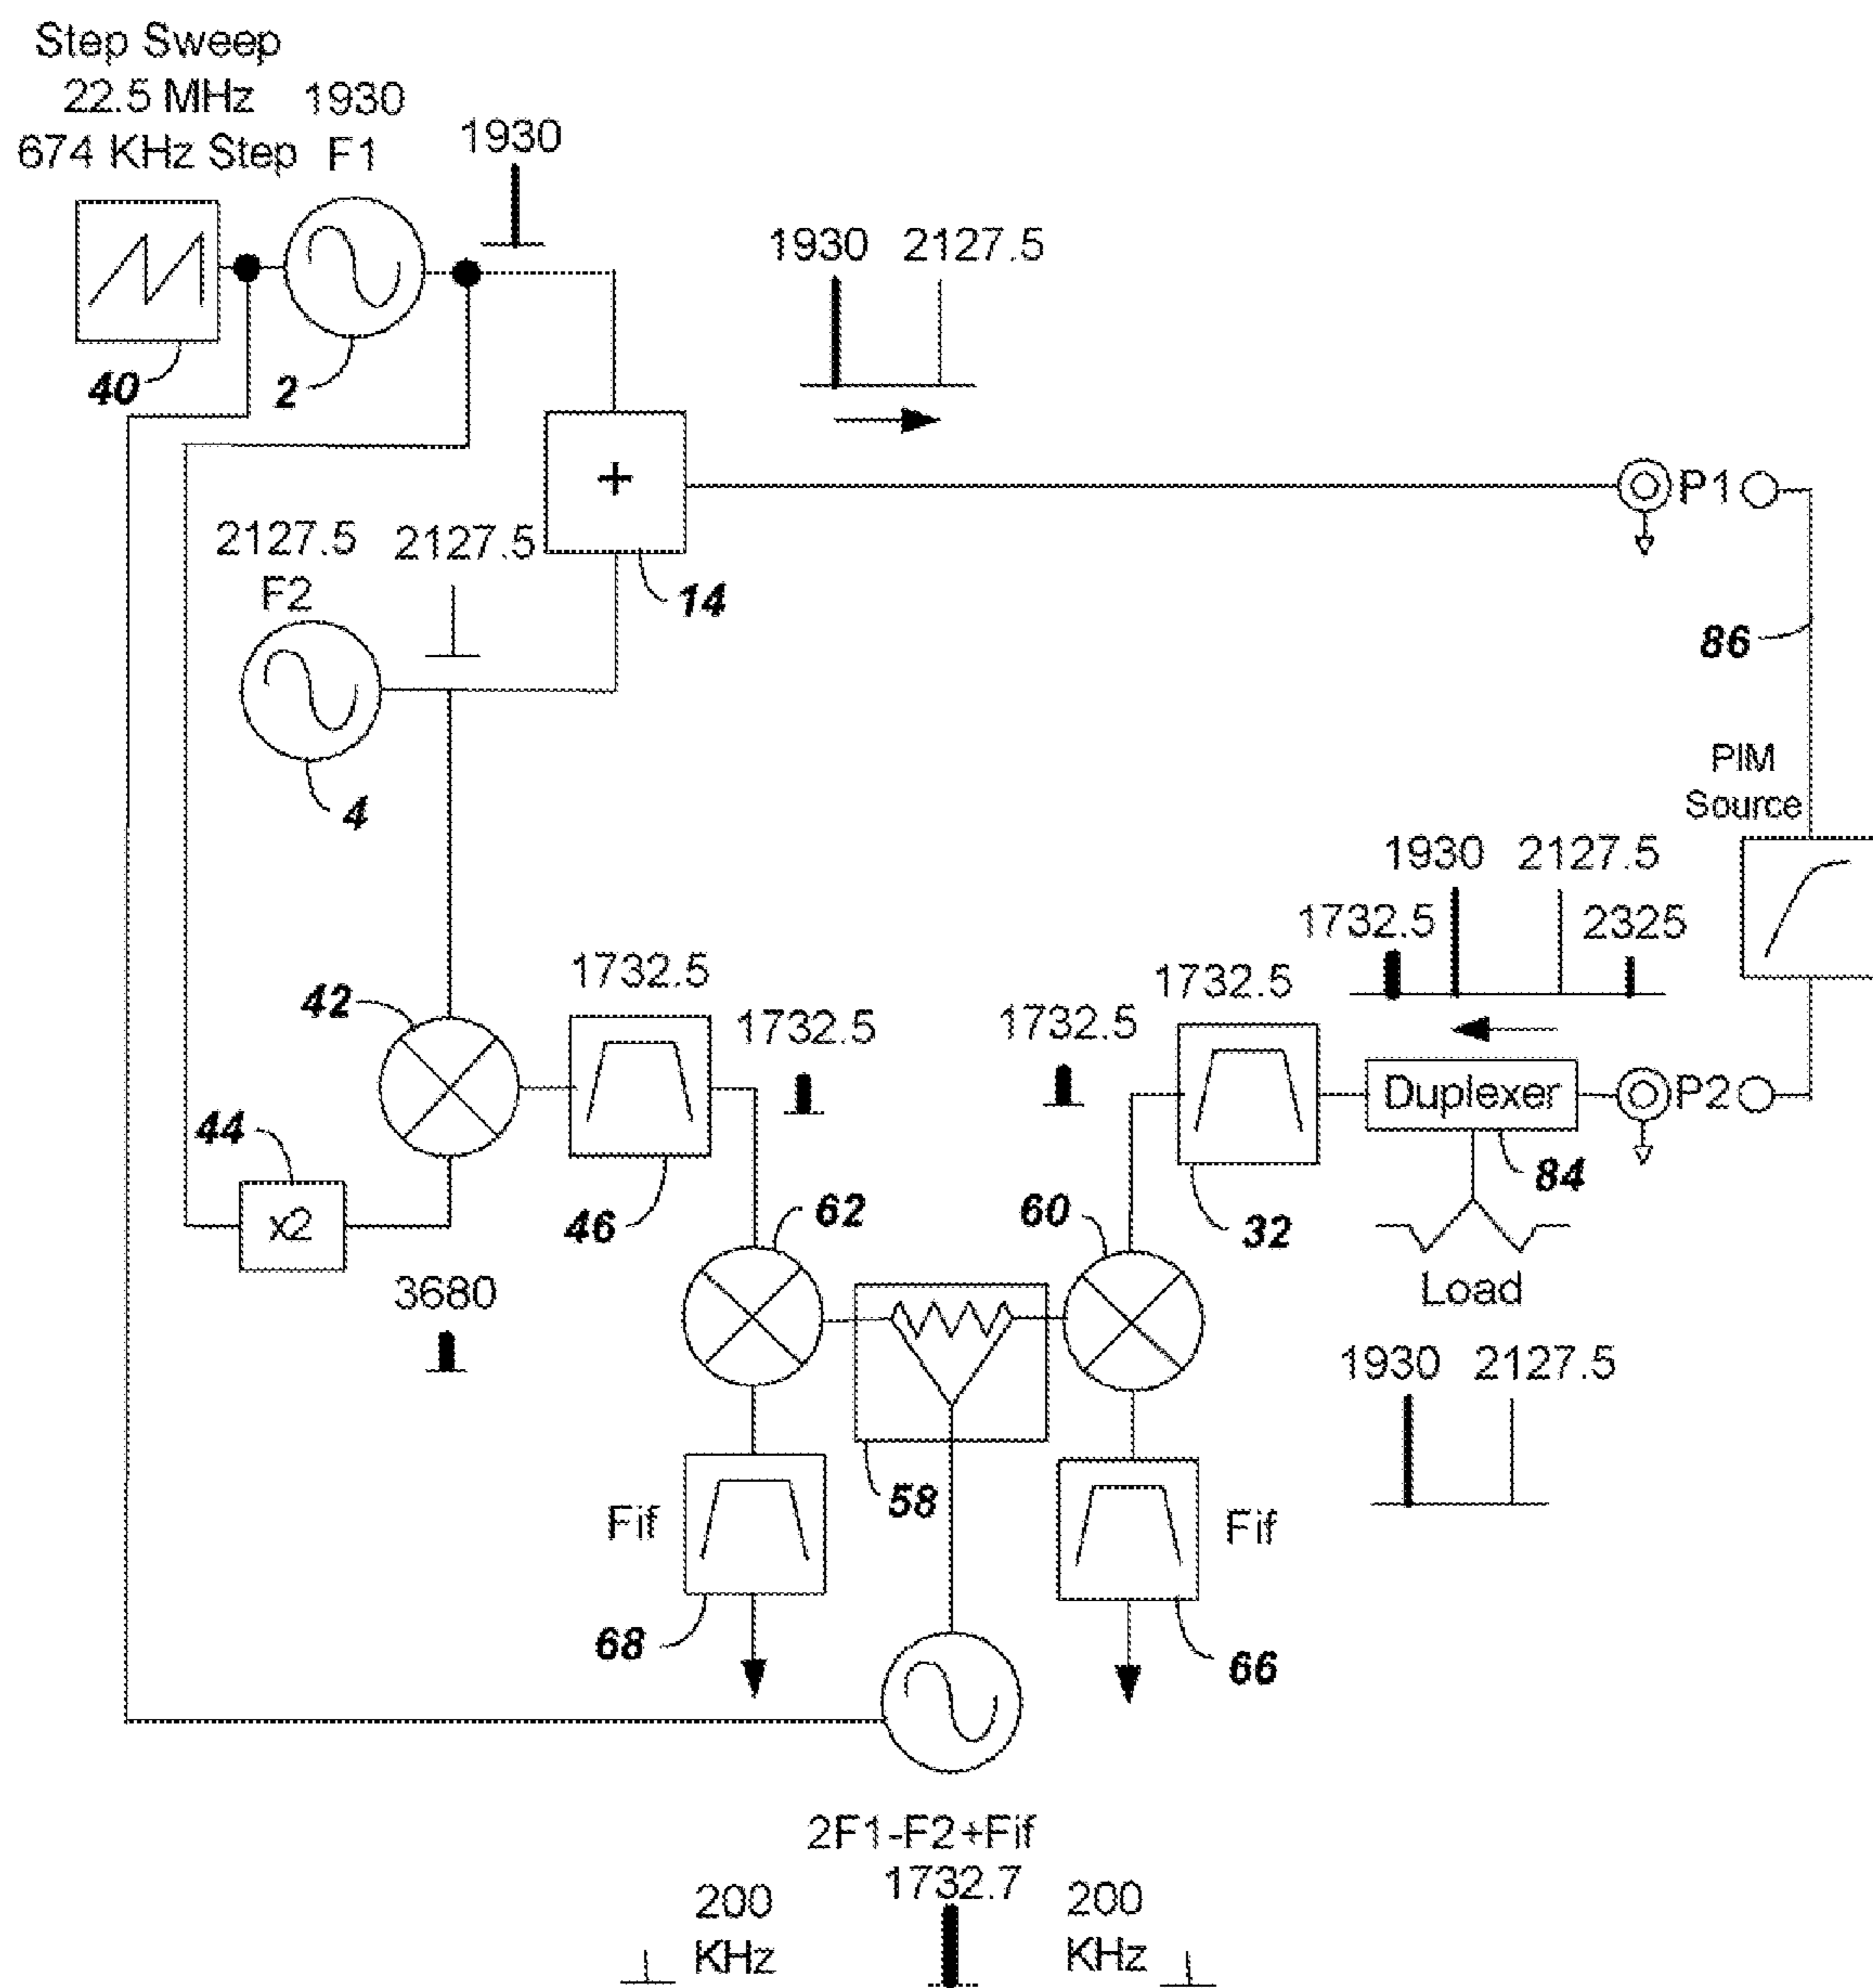 Step Sweep
22.5 MHz
674 KHz Step
1930
F1
1930
1930
2127.5
40
2
+
14
P1
2127.5
F2
2127.5
4
86
PIM
Source
1930
2127.5
1732.5
2325
42
1732.5
1732.5
1732.5
1732.5
Duplexer
P2
44
x2
84
46
62
60
32
3680
Load
1930
2127.5
Fif
58
Fif
68
66
2F1-F2+Fif
1732.7
200
KHz
200
KHz